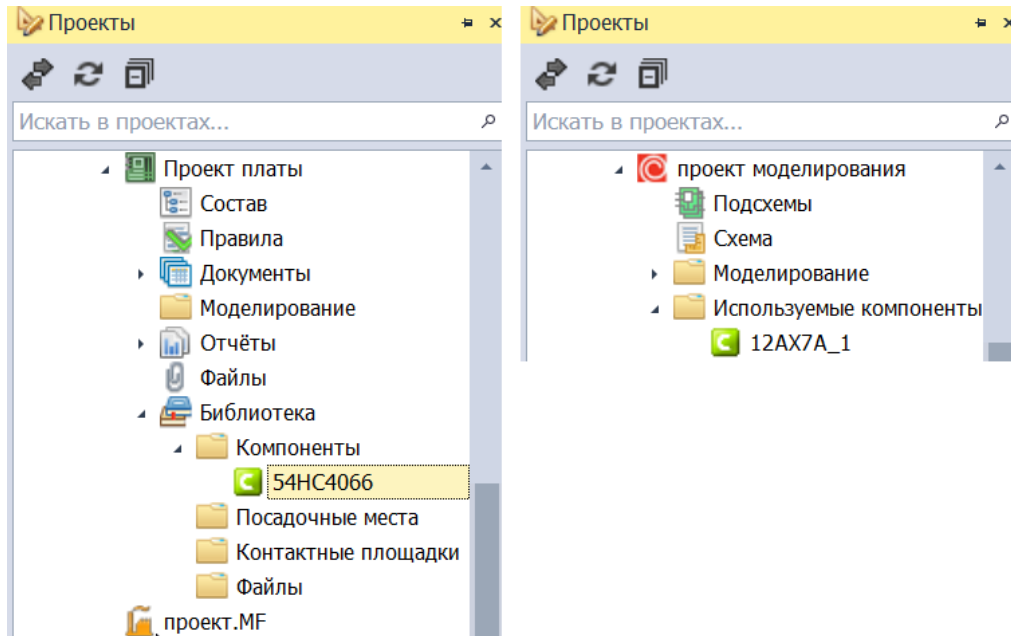 Проекты
Искать в проектах...
Проект платы
Состав
Правила
Документы
Моделирование
Отчёты
Файлы
Библиотека
Компоненты
54HC4066
Посадочные места
Контактные площадки
Файлы
проект.MF
Проекты
Искать в проектах...
проект моделирования
Подсхемы
Схема
Моделирование
Используемые компоненты
12AX7A_1